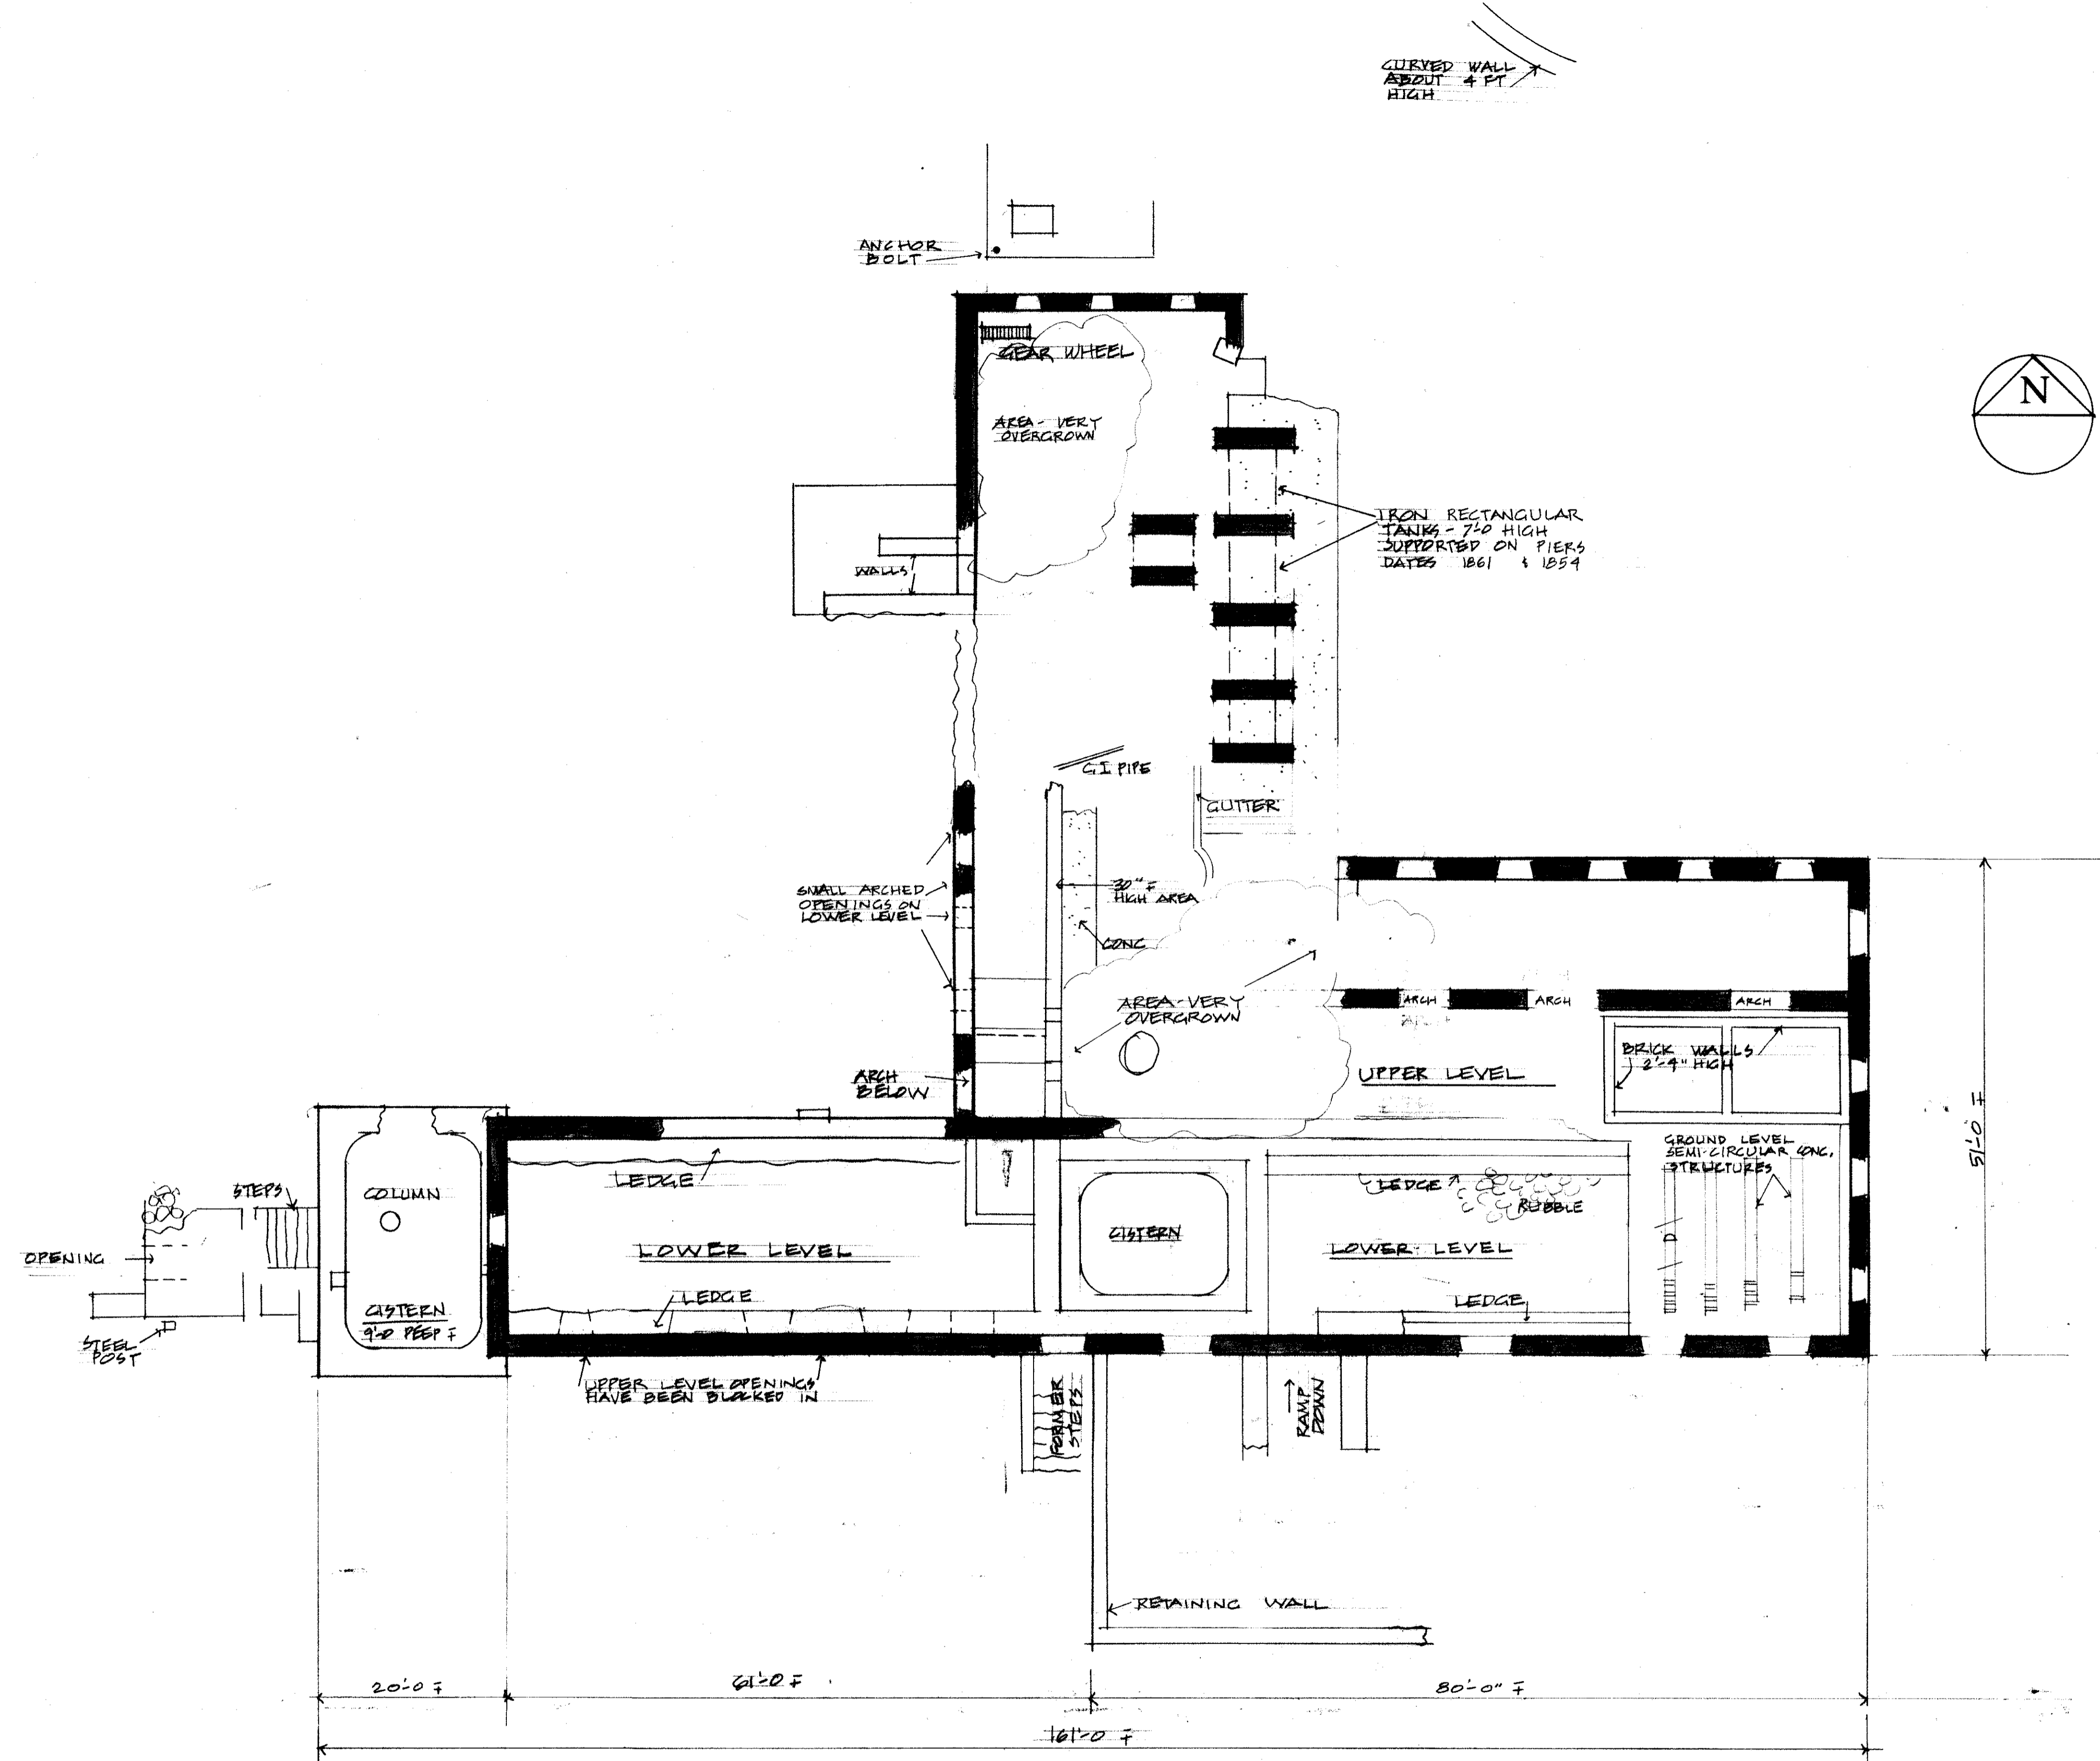 CURVED WALL
ABOUT 4 FT
HIGH
ANCHOR
BOLT
GEAR WHEEL
N
AREA - VERY
OVERGROWN
IRON RECTANGULAR
TANKS - 7'-0 HIGH
SUPPORTED ON PIERS
DATES 1861 & 1854
WALLS
G I PIPE
GUTTER
SMALL ARCHED
OPENINGS ON
LOWER LEVEL
30" ∓
HIGH AREA
CONC
AREA - VERY
OVERGROWN
ARCH
ARCH
ARCH
BRICK WALLS
2'-4" HIGH
UPPER LEVEL
ARCH
BELOW
51'-0 ∓
GROUND LEVEL
SEMI-CIRCULAR CONC.
STRUCTURES
LEDGE
LEDGE
RUBBLE
STEPS
COLUMN
CISTERN
OPENING
LOWER LEVEL
LOWER LEVEL
LEDGE
LEDGE
CISTERN
9'-0 DEEP ∓
STEEL
POST
UPPER LEVEL OPENINGS
HAVE BEEN BLOCKED IN
FORMER
STEPS
RAMP
DOWN
RETAINING WALL
20'-0 ∓
61'-0 ∓
80'-0" ∓
161'-0 ∓